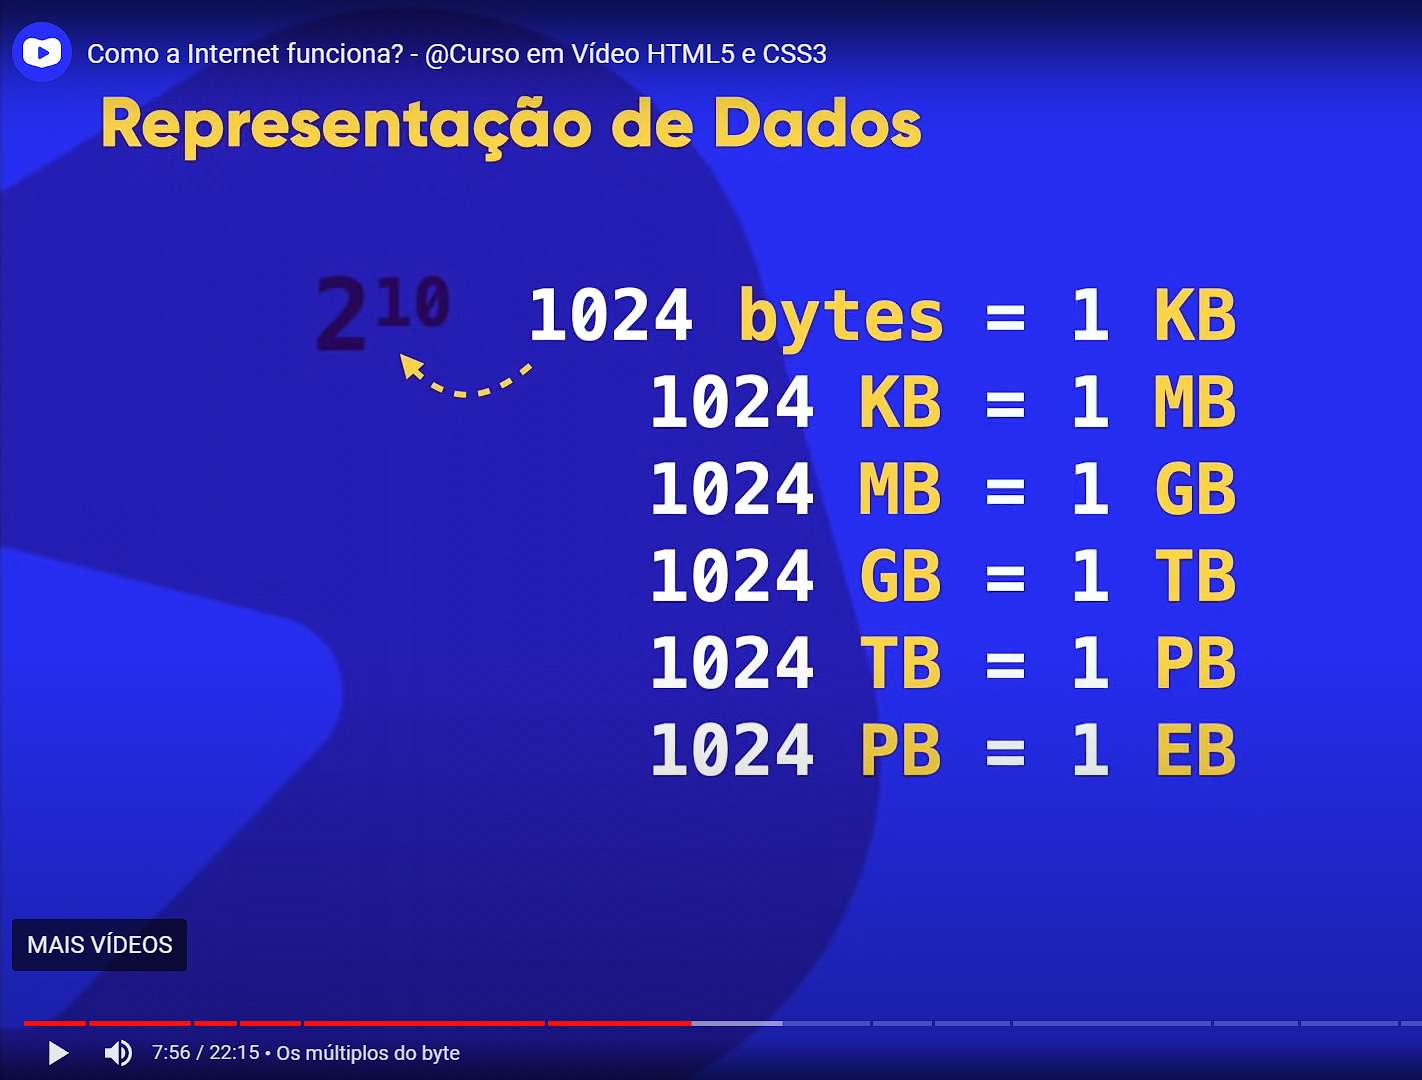 Como a Internet funciona? - @Curso em Vídeo HTML5 e CSS3
Representação de Dados
2¹⁰ 1024 bytes = 1 KB
1024 KB = 1 MB
1024 MB = 1 GB
1024 GB = 1 TB
1024 TB = 1 PB
1024 PB = 1 EB
MAIS VÍDEOS
7:56 / 22:15 • Os múltiplos do byte